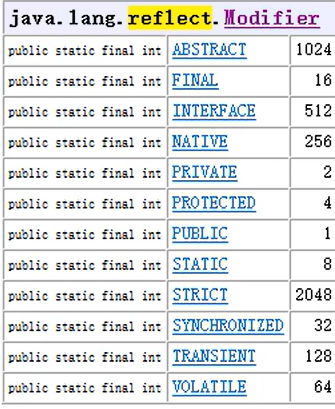 java.lang.reflect.Modifier
public static final int ABSTRACT 1024
public static final int FINAL 16
public static final int INTERFACE 512
public static final int NATIVE 256
public static final int PRIVATE 2
public static final int PROTECTED 4
public static final int PUBLIC 1
public static final int STATIC 8
public static final int STRICT 2048
public static final int SYNCHRONIZED 32
public static final int TRANSIENT 128
public static final int VOLATILE 64